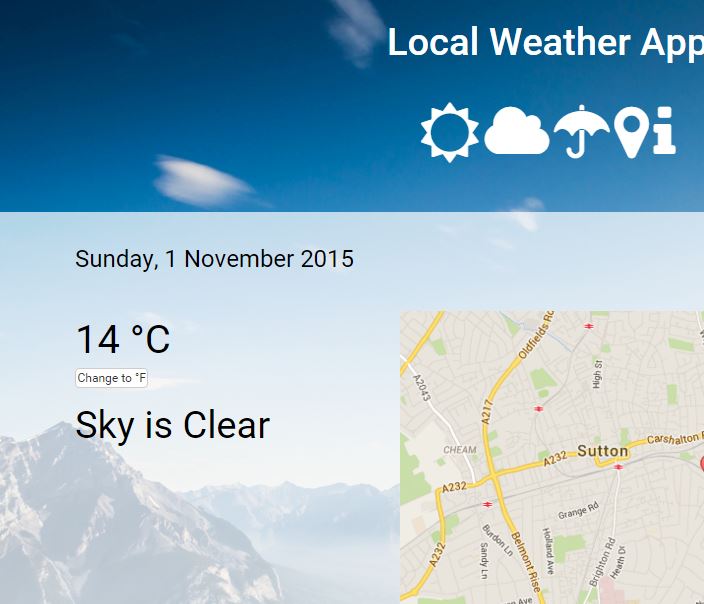 Local Weather App
Sunday, 1 November 2015
14 °C
Change to °F
Sky is Clear
Oldfields Rd
High St
A2043
A217
CHEAM
Sutton
Carshalton R
A232
A232
Grange Rd
Burdon Ln
Sandy Ln
Belmont Rise
Holland Ave
Brighton Rd
Heath Dr
A232
Ave